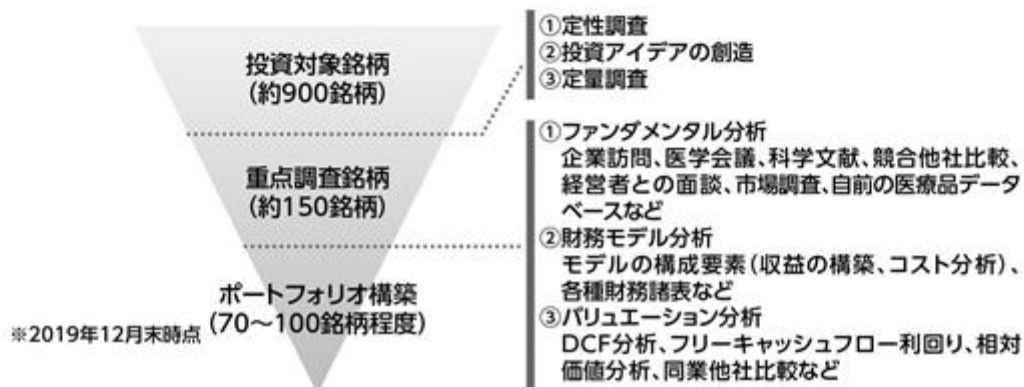 投資対象銘柄
(約900銘柄)
①定性調査
②投資アイデアの創造
③定量調査
重点調査銘柄
(約150銘柄)
①ファンダメンタル分析
企業訪問、医学会議、科学文献、競合他社比較、
経営者との面談、市場調査、自前の医療品データ
ベースなど
②財務モデル分析
モデルの構成要素(収益の構築、コスト分析)、
各種財務諸表など
③バリュエーション分析
DCF分析、フリーキャッシュフロー利回り、相対
価値分析、同業他社比較など
ポートフォリオ構築
(70〜100銘柄程度)
※2019年12月末時点